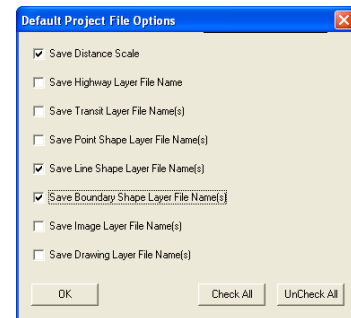 Default Project File Options
Save Distance Scale
Save Highway Layer File Name
Save Transit Layer File Name(s)
Save Point Shape Layer File Name(s)
Save Line Shape Layer File Name(s)
Save Boundary Shape Layer File Name(s)
Save Image Layer File Name(s)
Save Drawing Layer File Name(s)
OK Check All UnCheck All